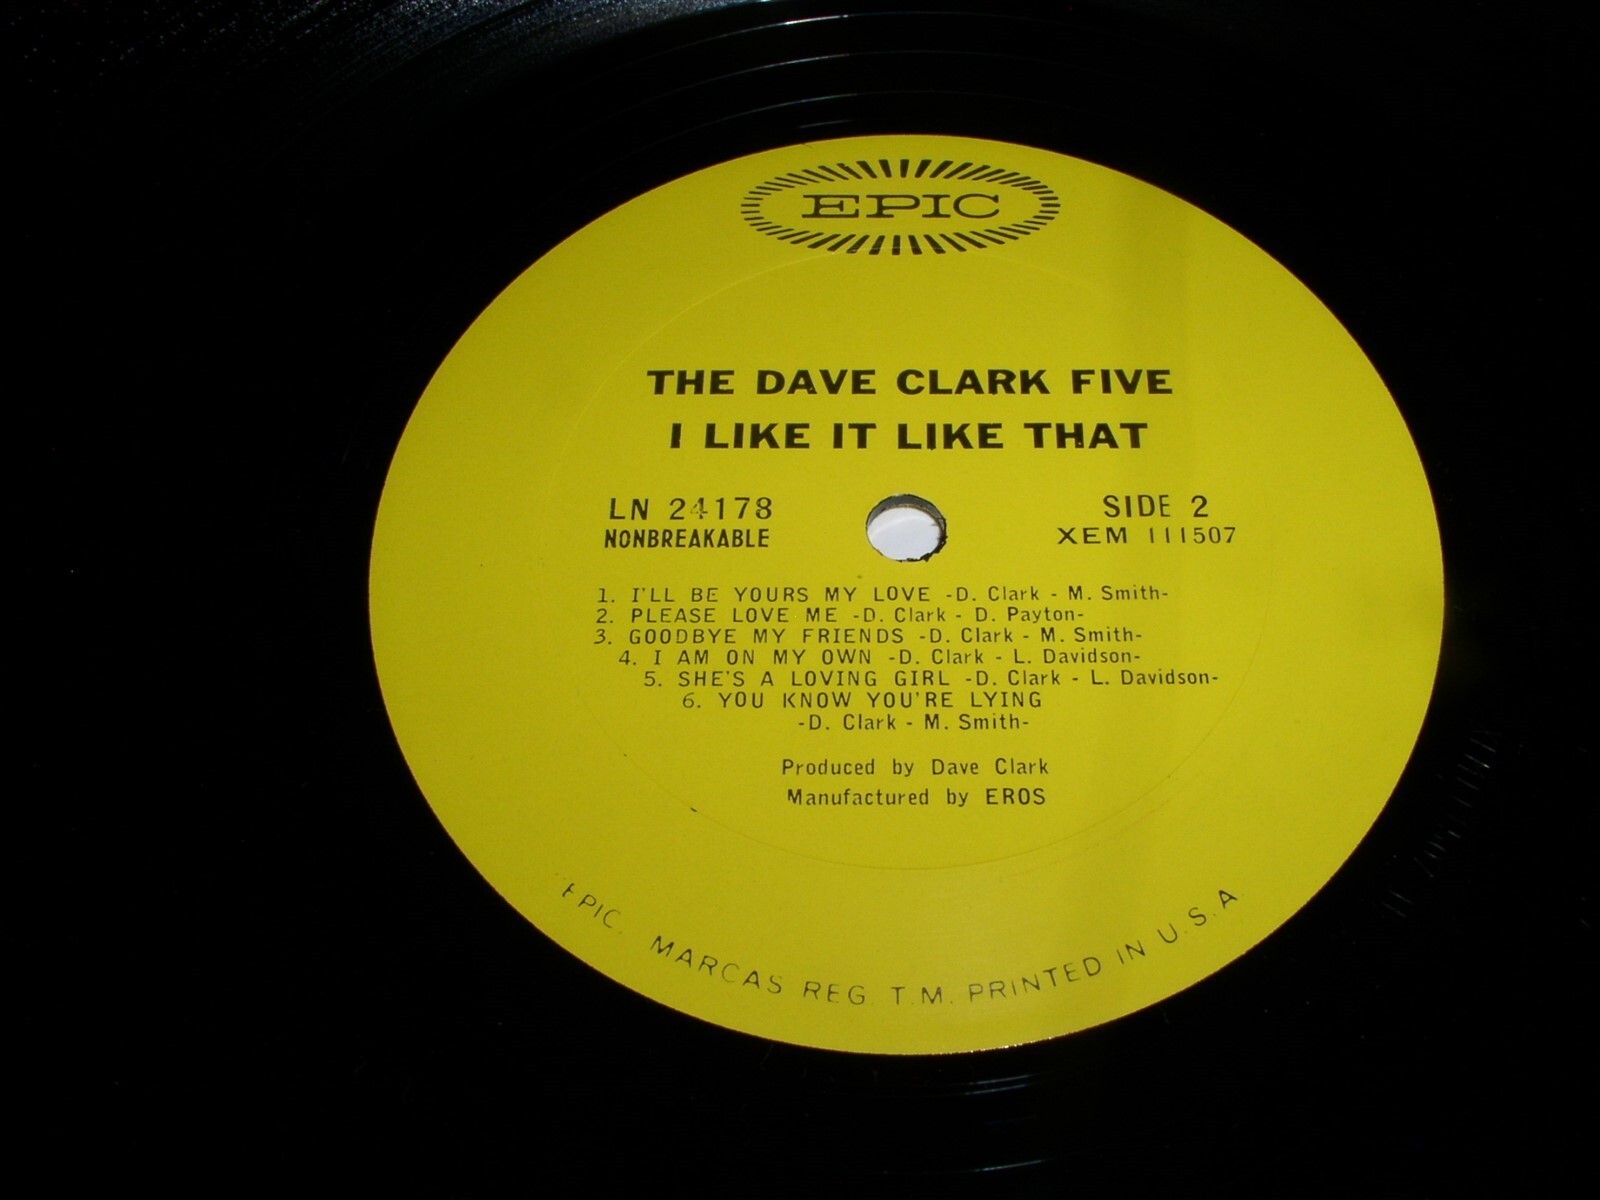 EPIC
THE DAVE CLARK FIVE
I LIKE IT LIKE THAT
LN 24178
NONBREAKABLE
SIDE 2
XEM 111507
1. I'LL BE YOURS MY LOVE -D. Clark - M. Smith-
2. PLEASE LOVE ME -D. Clark - D. Payton-
3. GOODBYE MY FRIENDS -D. Clark - M. Smith-
4. I AM ON MY OWN -D. Clark - L. Davidson-
5. SHE'S A LOVING GIRL -D. Clark - L. Davidson-
6. YOU KNOW YOU'RE LYING
-D. Clark - M. Smith-
Produced by Dave Clark
Manufactured by EROS
EPIC. MARCAS REG. T.M. PRINTED IN U.S.A